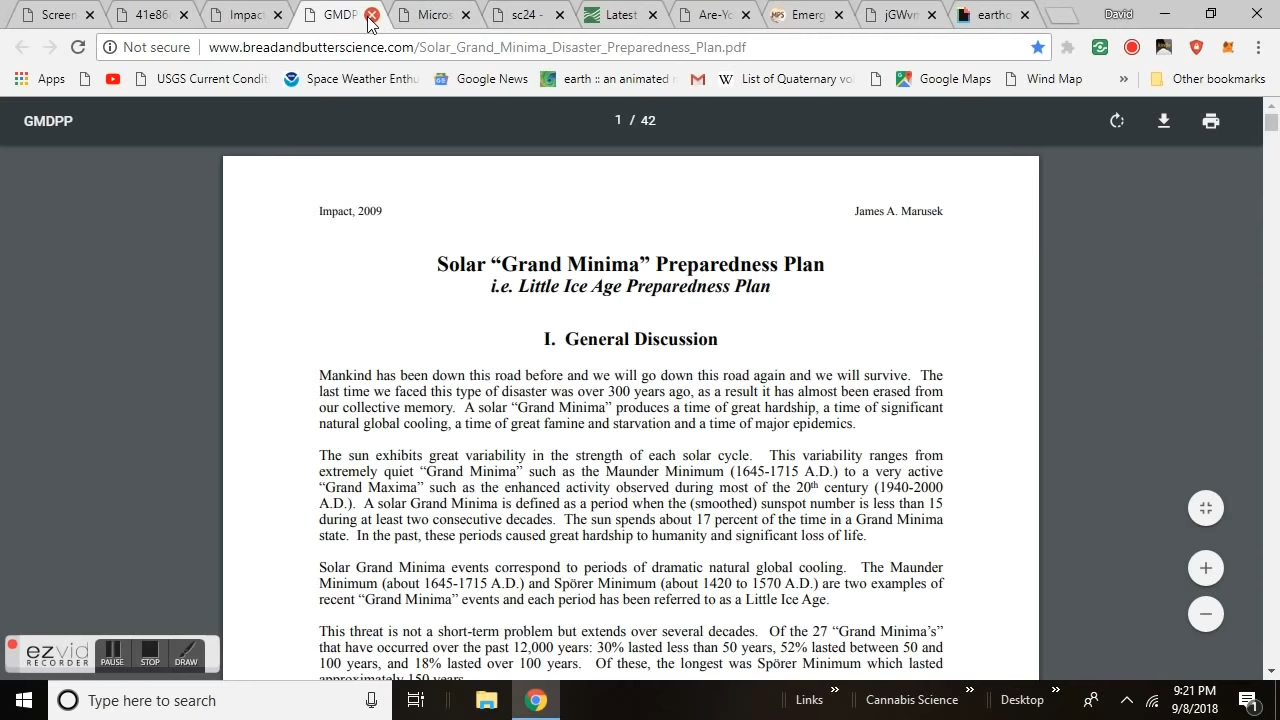 Screen
41e86
Impact
GMDP
Micros
sc24 -
Latest
Are-Yo
Emerg
jGWvr
earthq
David
Not secure
www.breadandbutterscience.com/Solar_Grand_Minima_Disaster_Preparedness_Plan.pdf
Apps
USGS Current Condit
Space Weather Enthu
Google News
earth :: an animated
List of Quaternary vo
Google Maps
Wind Map
»
Other bookmarks
GMDPP
1 / 42
Impact, 2009
James A. Marusek
Solar “Grand Minima” Preparedness Plan
i.e. Little Ice Age Preparedness Plan
I. General Discussion
Mankind has been down this road before and we will go down this road again and we will survive. The
last time we faced this type of disaster was over 300 years ago, as a result it has almost been erased from
our collective memory. A solar “Grand Minima” produces a time of great hardship, a time of significant
natural global cooling, a time of great famine and starvation and a time of major epidemics.
The sun exhibits great variability in the strength of each solar cycle. This variability ranges from
extremely quiet “Grand Minima” such as the Maunder Minimum (1645-1715 A.D.) to a very active
“Grand Maxima” such as the enhanced activity observed during most of the 20th century (1940-2000
A.D.). A solar Grand Minima is defined as a period when the (smoothed) sunspot number is less than 15
during at least two consecutive decades. The sun spends about 17 percent of the time in a Grand Minima
state. In the past, these periods caused great hardship to humanity and significant loss of life.
Solar Grand Minima events correspond to periods of dramatic natural global cooling. The Maunder
Minimum (about 1645-1715 A.D.) and Spörer Minimum (about 1420 to 1570 A.D.) are two examples of
recent “Grand Minima” events and each period has been referred to as a Little Ice Age.
This threat is not a short-term problem but extends over several decades. Of the 27 “Grand Minima’s”
that have occurred over the past 12,000 years: 30% lasted less than 50 years, 52% lasted between 50 and
100 years, and 18% lasted over 100 years. Of these, the longest was Spörer Minimum which lasted
approximately 150 years.
ezvid
RECORDER
PAUSE
STOP
DRAW
Type here to search
Links
»
Cannabis Science
»
Desktop
»
9:21 PM
9/8/2018
1